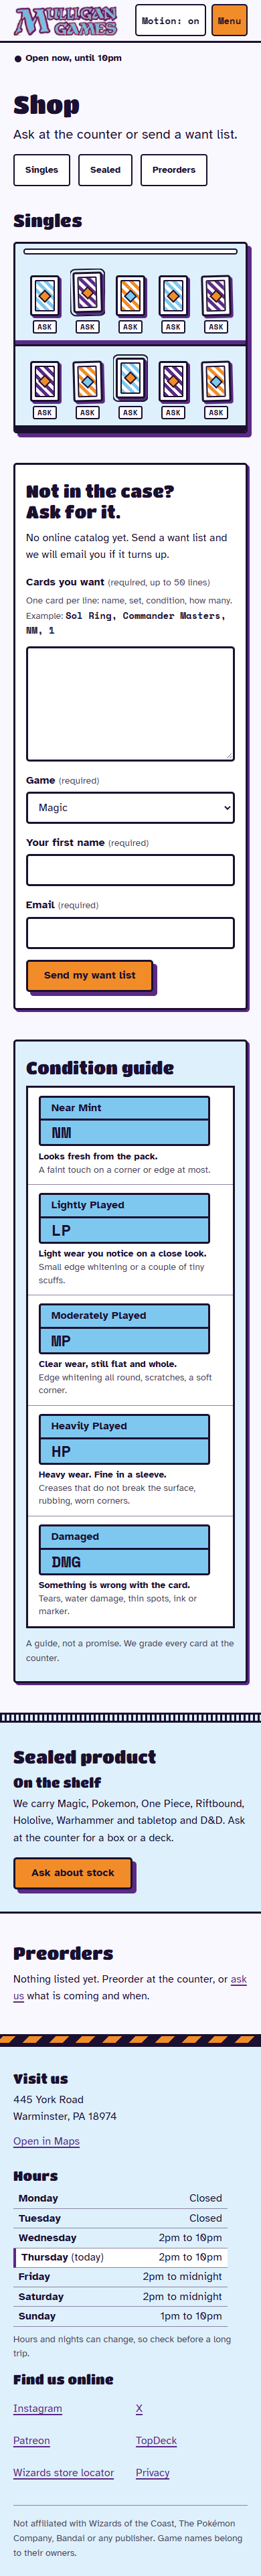 MULLIGAN
GAMES
Motion: on
Menu
Open now, until 10pm
Shop
Ask at the counter or send a want list.
Singles
Sealed
Preorders
Singles
ASK ASK ASK ASK ASK
ASK ASK ASK ASK ASK
Not in the case?
Ask for it.
No online catalog yet. Send a want list and
we will email you if it turns up.
Cards you want (required, up to 50 lines)
One card per line: name, set, condition, how many.
Example: Sol Ring, Commander Masters,
NM, 1
Game (required)
Magic
Your first name (required)
Email (required)
Send my want list
Condition guide
Near Mint
NM
Looks fresh from the pack.
A faint touch on a corner or edge at most.
Lightly Played
LP
Light wear you notice on a close look.
Small edge whitening or a couple of tiny
scuffs.
Moderately Played
MP
Clear wear, still flat and whole.
Edge whitening all round, scratches, a soft
corner.
Heavily Played
HP
Heavy wear. Fine in a sleeve.
Creases that do not break the surface,
rubbing, worn corners.
Damaged
DMG
Something is wrong with the card.
Tears, water damage, thin spots, ink or
marker.
A guide, not a promise. We grade every card at the
counter.
Sealed product
On the shelf
We carry Magic, Pokemon, One Piece, Riftbound,
Hololive, Warhammer and tabletop and D&D. Ask
at the counter for a box or a deck.
Ask about stock
Preorders
Nothing listed yet. Preorder at the counter, or ask
us what is coming and when.
Visit us
445 York Road
Warminster, PA 18974
Open in Maps
Hours
Monday Closed
Tuesday Closed
Wednesday 2pm to 10pm
Thursday (today) 2pm to 10pm
Friday 2pm to midnight
Saturday 2pm to midnight
Sunday 1pm to 10pm
Hours and nights can change, so check before a long
trip.
Find us online
Instagram
X
Patreon
TopDeck
Wizards store locator
Privacy
Not affiliated with Wizards of the Coast, The Pokémon
Company, Bandai or any publisher. Game names belong
to their owners.